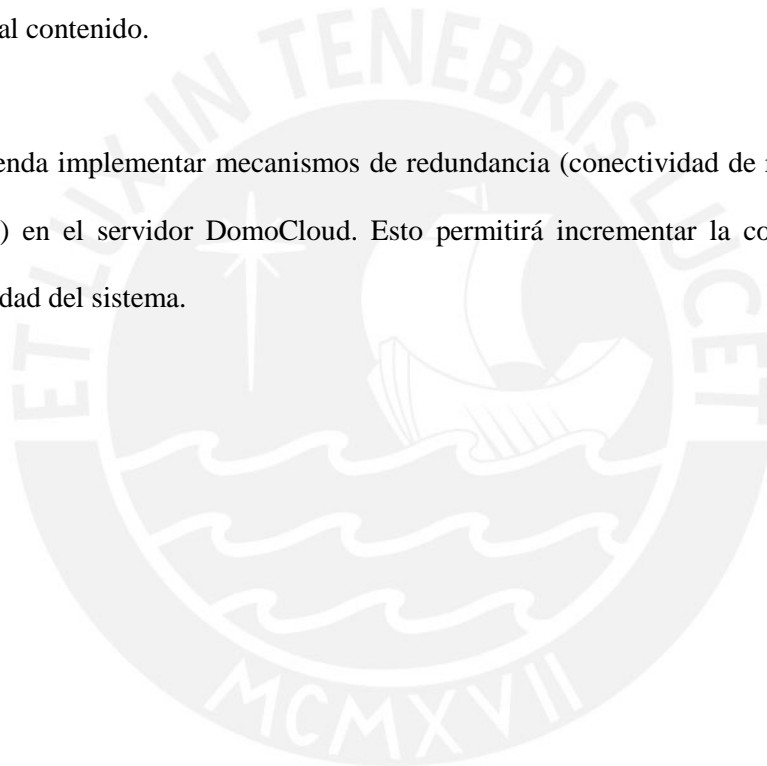 al contenido.
enda implementar mecanismos de redundancia (conectividad de
) en el servidor DomoCloud. Esto permitirá incrementar la co
dad del sistema.
ET LUX IN TENEBRIS LUCET
MCMXVII